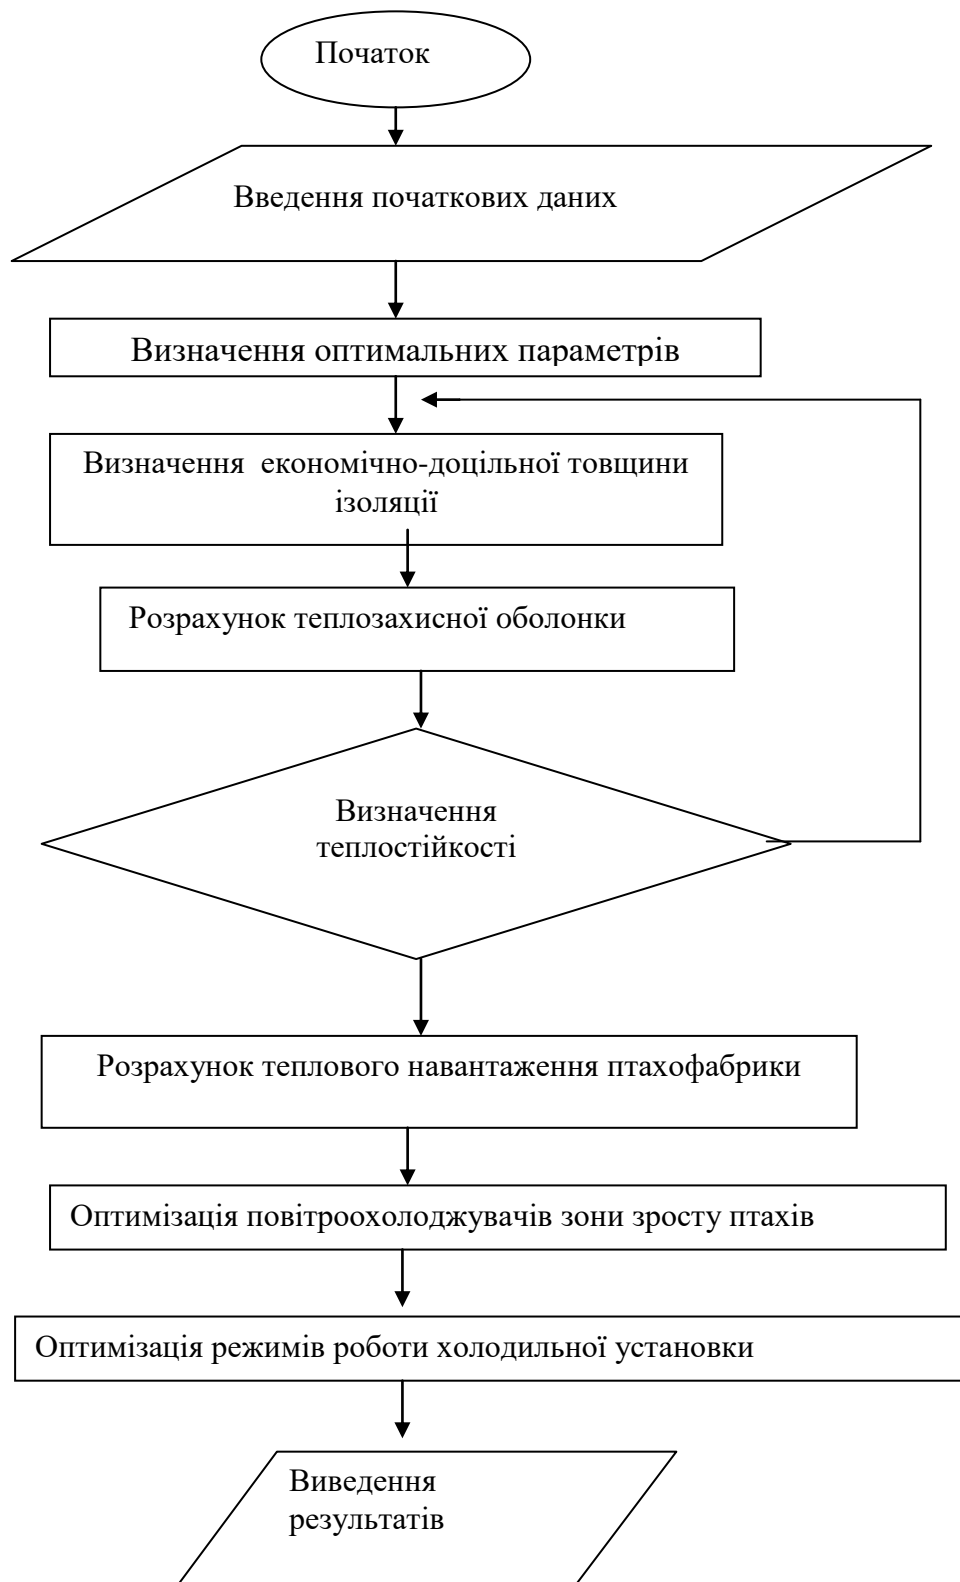 Початок
Введення початкових даних
Визначення оптимальних параметрів
Визначення економічно-доцільної товщини
ізоляції
Розрахунок теплозахисної оболонки
Визначення
теплостійкості
Розрахунок теплового навантаження птахофабрики
Оптимізація повітроохолоджувачів зони зросту птахів
Оптимізація режимів роботи холодильної установки
Виведення
результатів